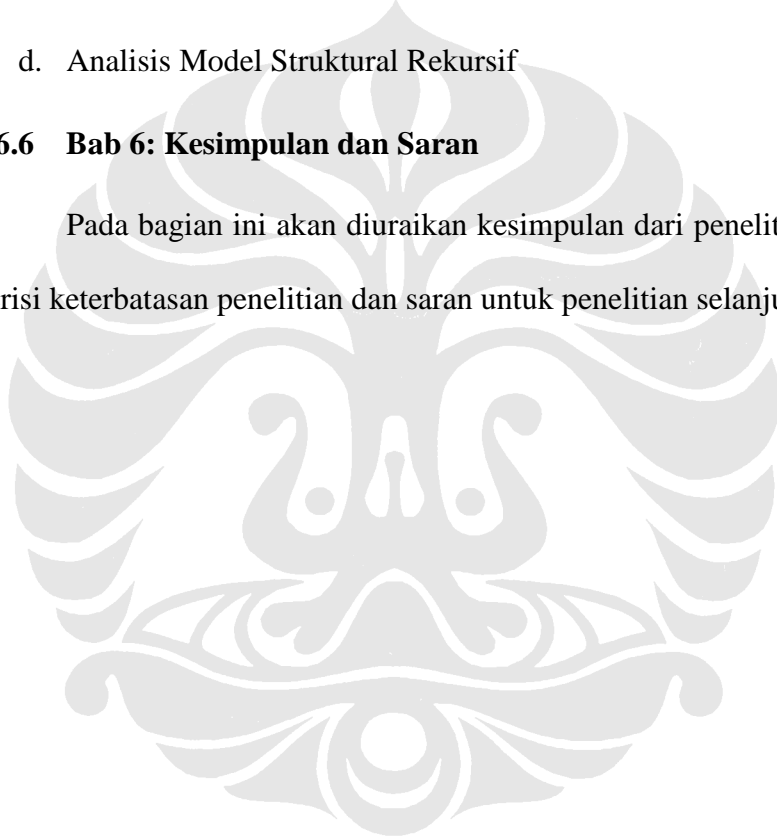 d. Analisis Model Struktural Rekursif
6.6 Bab 6: Kesimpulan dan Saran
Pada bagian ini akan diuraikan kesimpulan dari penelit
risi keterbatasan penelitian dan saran untuk penelitian selanju